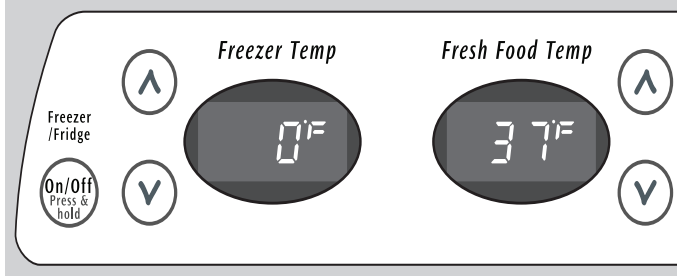 Freezer Temp
Fresh Food Temp
Freezer
/Fridge
On/Off
Press &
hold
0°F
37°F